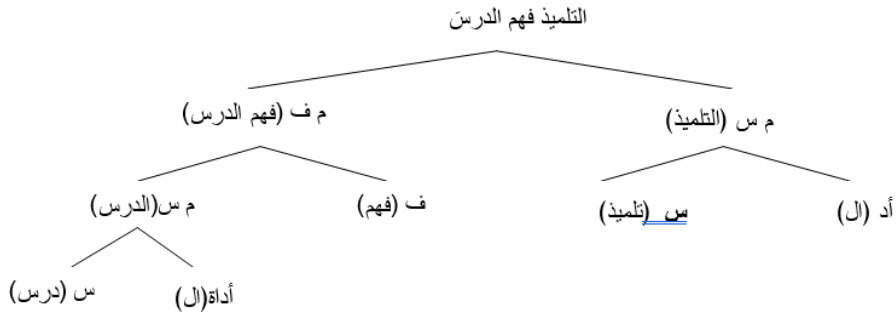 التلميذ فهم الدرسَ
م س (التلميذ) م ف (فهم الدرس)
أد (ال) س (تلميذ) ف (فهم) م س(الدرس)
أداة(ال) س (درس)